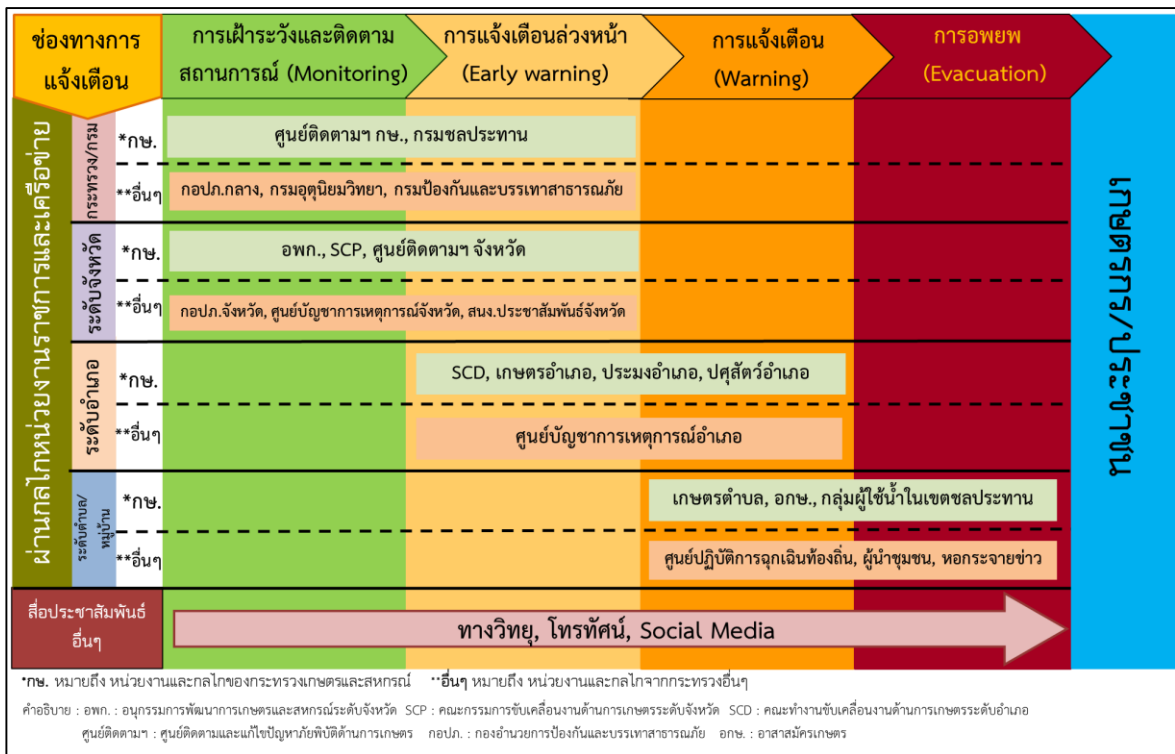 ช่องทางการ
แจ้งเตือน
การเฝ้าระวังและติดตาม
สถานการณ์ (Monitoring)
การแจ้งเตือนล่วงหน้า
(Early warning)
การแจ้งเตือน
(Warning)
การอพยพ
(Evacuation)
ผ่านกลไกหน่วยงานราชการและเครือข่าย
กระทรวง/กรม
*กษ.
ศูนย์ติดตามฯ กษ., กรมชลประทาน
**อื่นๆ
กอปภ.กลาง, กรมอุตุนิยมวิทยา, กรมป้องกันและบรรเทาสาธารณภัย
ระดับจังหวัด
*กษ.
อพก., SCP, ศูนย์ติดตามฯ จังหวัด
**อื่นๆ
กอปภ.จังหวัด, ศูนย์บัญชาการเหตุการณ์จังหวัด, สนง.ประชาสัมพันธ์จังหวัด
ระดับอำเภอ
*กษ.
SCD, เกษตรอำเภอ, ประมงอำเภอ, ปศุสัตว์อำเภอ
**อื่นๆ
ศูนย์บัญชาการเหตุการณ์อำเภอ
ระดับตำบล/
หมู่บ้าน
*กษ.
เกษตรตำบล, อกษ., กลุ่มผู้ใช้น้ำในเขตชลประทาน
**อื่นๆ
ศูนย์ปฏิบัติการฉุกเฉินท้องถิ่น, ผู้นำชุมชน, หอกระจายข่าว
เกษตรกร/ประชาชน
สื่อประชาสัมพันธ์
อื่นๆ
ทางวิทยุ, โทรทัศน์, Social Media
*กษ. หมายถึง หน่วยงานและกลไกของกระทรวงเกษตรและสหกรณ์ **อื่นๆ หมายถึง หน่วยงานและกลไกจากกระทรวงอื่นๆ
คำอธิบาย : อพก. : อนุกรรมการพัฒนาการเกษตรและสหกรณ์ระดับจังหวัด SCP : คณะกรรมการขับเคลื่อนงานด้านการเกษตรระดับจังหวัด SCD : คณะทำงานขับเคลื่อนงานด้านการเกษตรระดับอำเภอ
ศูนย์ติดตามฯ : ศูนย์ติดตามและแก้ไขปัญหาภัยพิบัติด้านการเกษตร กอปภ. : กองอำนวยการป้องกันและบรรเทาสาธารณภัย อกษ. : อาสาสมัครเกษตร